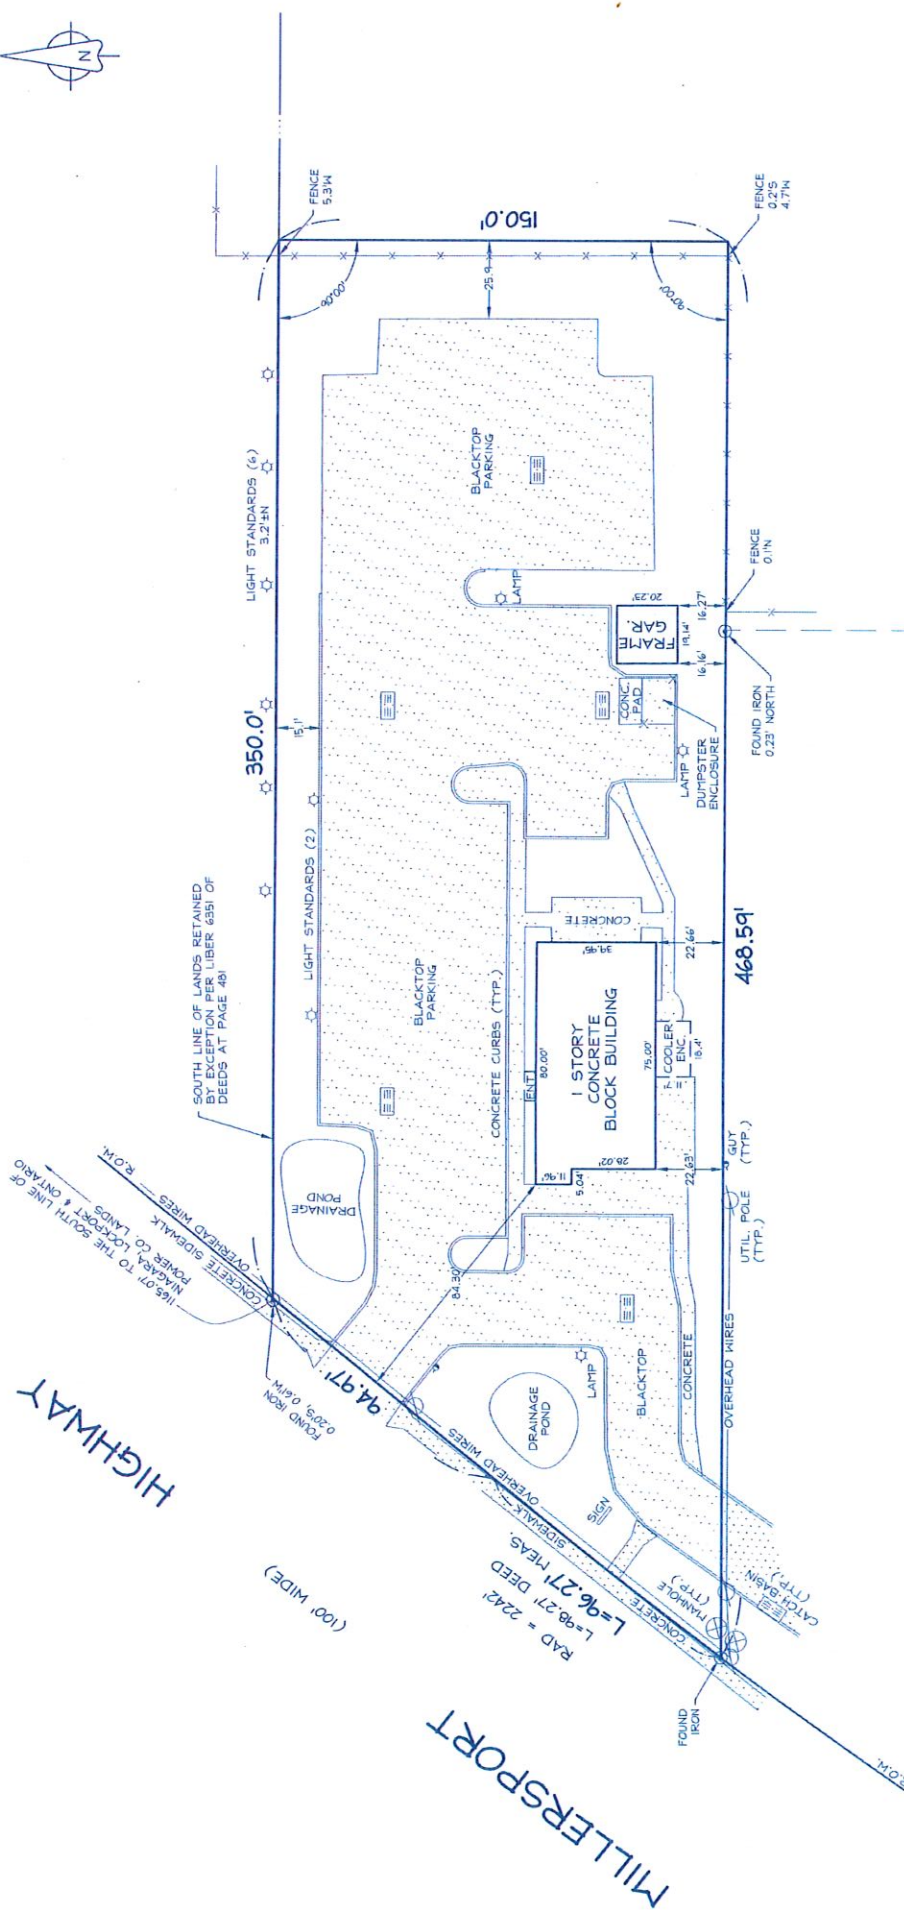 N
FENCE
5.3'W
150.0'
FENCE
0.2'S
4.7'W
90°00'
25.9
90°00'
LIGHT STANDARDS (6)
3.2'±N
BLACKTOP
PARKING
LAMP
FRAME
GAR.
20.23'
19.14'
16.27'
16.16'
FENCE
0.1'N
FOUND IRON
0.23' NORTH
CONC.
PAD
LAMP
DUMPSTER
ENCLOSURE
350.0'
15.1'
LIGHT STANDARDS (2)
SOUTH LINE OF LANDS RETAINED
BY EXCEPTION PER LIBER 6351 OF
DEEDS AT PAGE 481
BLACKTOP
PARKING
CONCRETE CURBS (TYP.)
CONCRETE
39.95'
22.66'
468.59'
ENT
80.00'
1 STORY
CONCRETE
BLOCK BUILDING
75.00'
COOLER
ENC.
18.4'
11.96'
28.02'
5.04'
22.63'
GUY
(TYP.)
UTIL. POLE
(TYP.)
DRAINAGE
POND
R.O.W.
OVERHEAD WIRES
CONCRETE SIDEWALK
1165.07' TO THE SOUTH LINE OF
NIAGARA, LOCKPORT & ONTARIO
POWER CO. LANDS
FOUND IRON
0.20'S, 0.61'W
94.97'
84.30'
DRAINAGE
POND
LAMP
BLACKTOP
CONCRETE
OVERHEAD WIRES
OVERHEAD WIRES
SIGN
CONCRETE SIDEWALK
L=96.27' MEAS.
L=98.27' DEED
RAD = 2242'
MANHOLE
(TYP.)
CATCH-BASIN
(TYP.)
FOUND
IRON
R.O.W.
(100' WIDE)
MILLERSPORT HIGHWAY